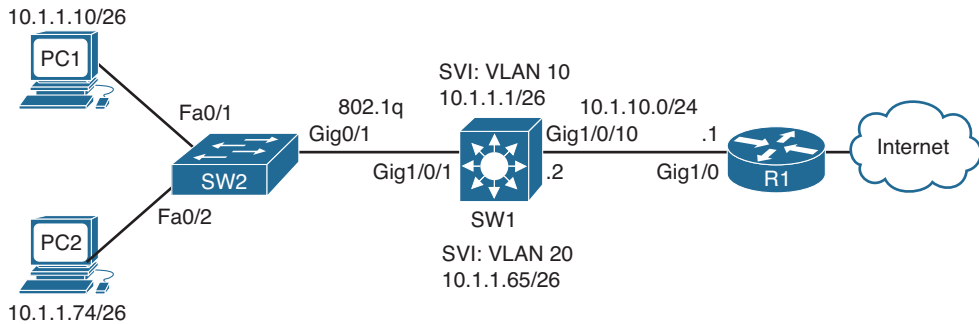 10.1.1.10/26
PC1
Fa0/1
802.1q
Gig0/1
SW2
Fa0/2
PC2
10.1.1.74/26
SVI: VLAN 10
10.1.1.1/26
Gig1/0/1
SW1
SVI: VLAN 20
10.1.1.65/26
10.1.10.0/24
Gig1/0/10
.2
.1
Gig1/0
R1
Internet